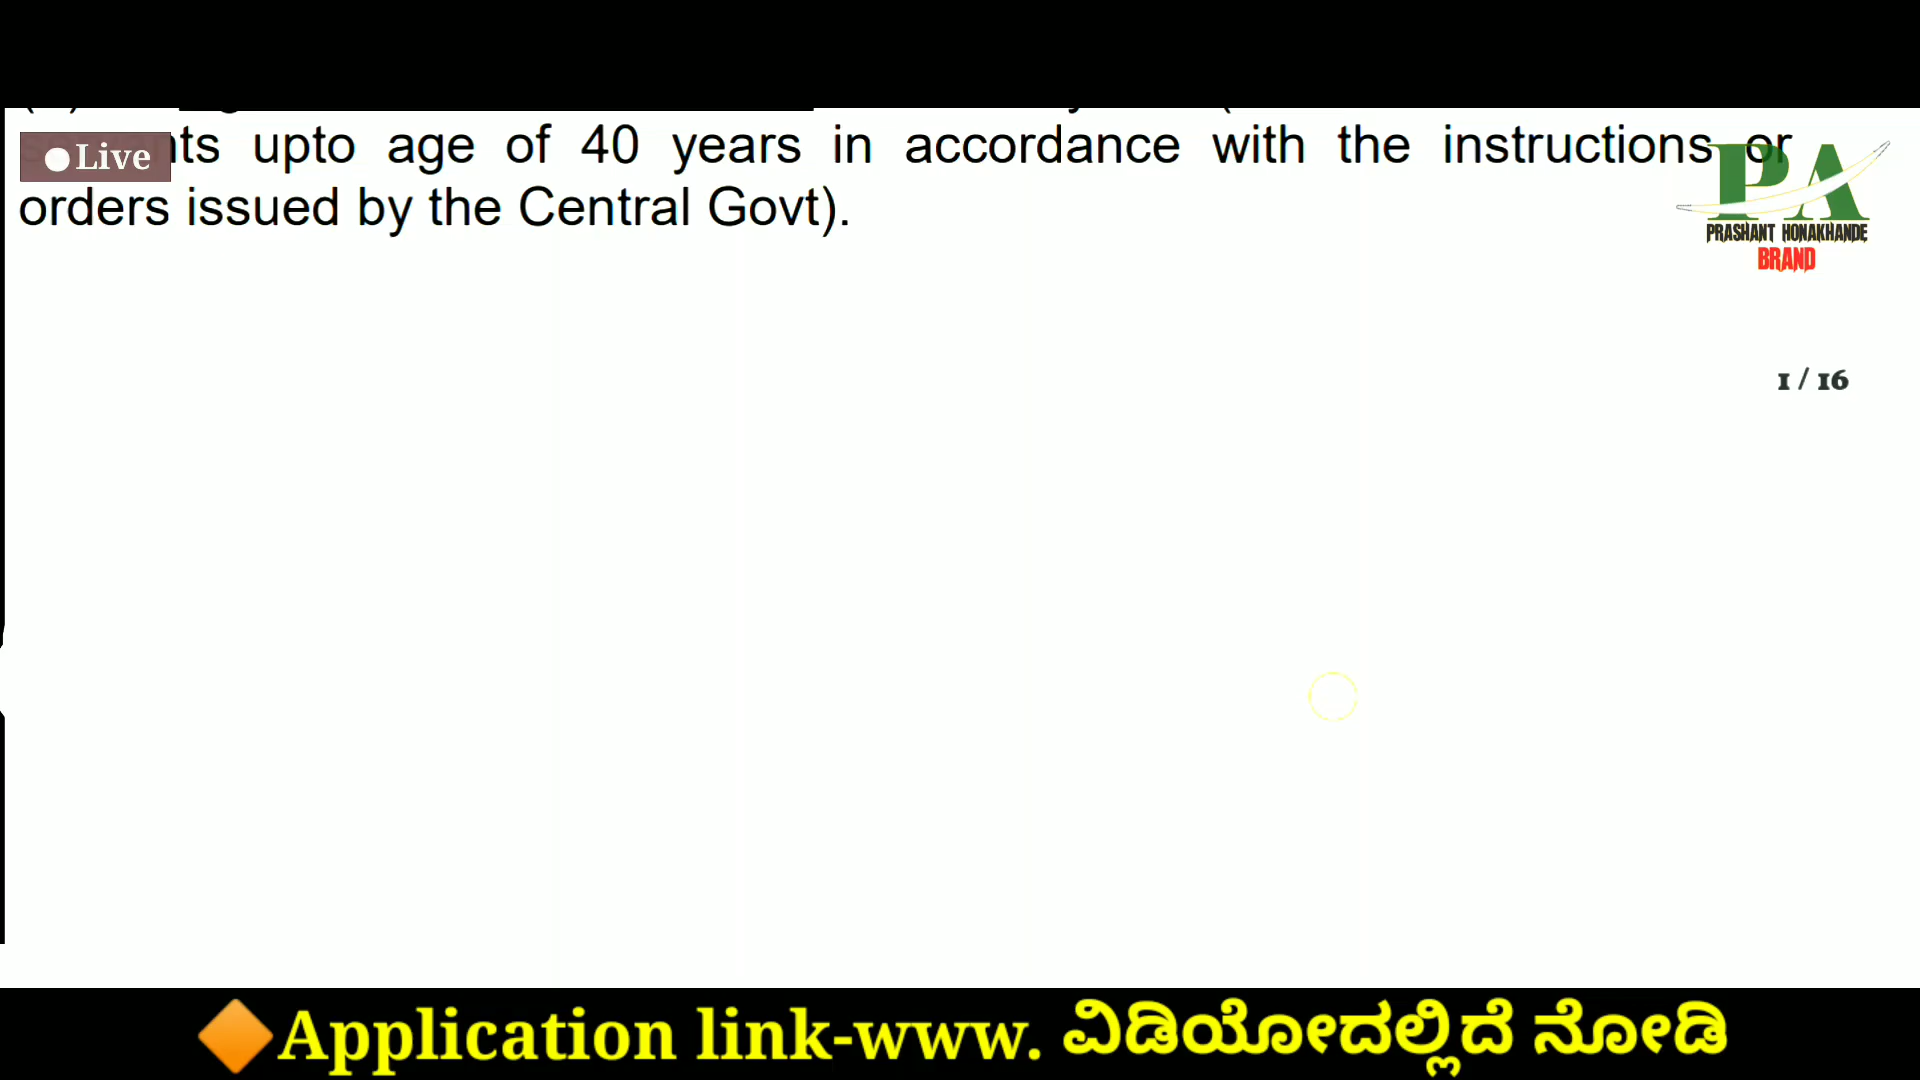 Live
upto age of 40 years in accordance with the instructions or
orders issued by the Central Govt).
PA
PRASHANT HONAKHANDE
BRAND
1 / 16
Application link-www. ವಿಡಿಯೋದಲ್ಲಿದೆ ನೋಡಿ